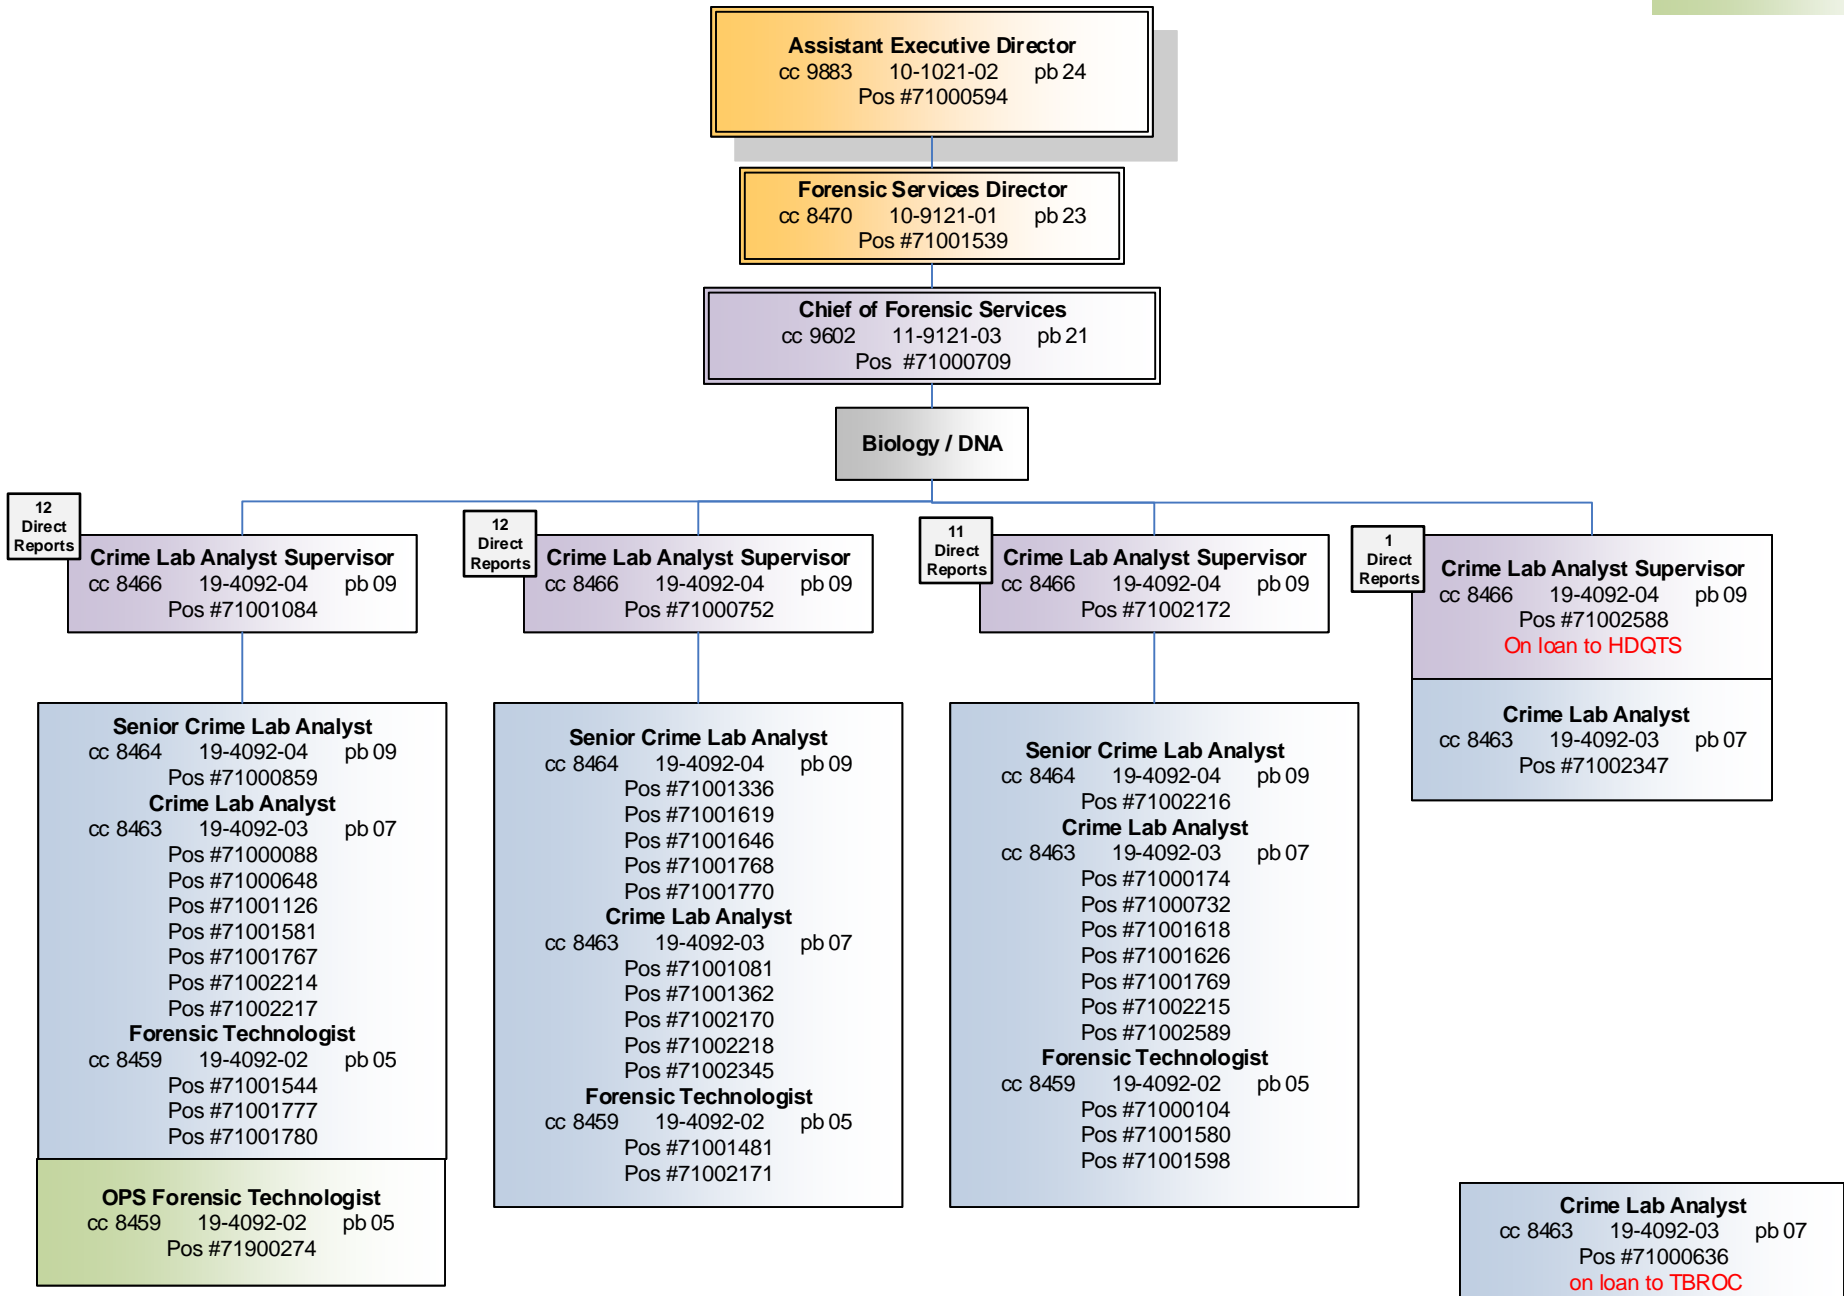 Assistant Executive Director
cc 9883 10-1021-02 pb 24
Pos #71000594
Forensic Services Director
cc 8470 10-9121-01 pb 23
Pos #71001539
Chief of Forensic Services
cc 9602 11-9121-03 pb 21
Pos #71000709
Biology / DNA
12
Direct
Reports
Crime Lab Analyst Supervisor
cc 8466 19-4092-04 pb 09
Pos #71001084
Senior Crime Lab Analyst
cc 8464 19-4092-04 pb 09
Pos #71000859
Crime Lab Analyst
cc 8463 19-4092-03 pb 07
Pos #71000088
Pos #71000648
Pos #71001126
Pos #71001581
Pos #71001767
Pos #71002214
Pos #71002217
Forensic Technologist
cc 8459 19-4092-02 pb 05
Pos #71001544
Pos #71001777
Pos #71001780
OPS Forensic Technologist
cc 8459 19-4092-02 pb 05
Pos #71900274
12
Direct
Reports
Crime Lab Analyst Supervisor
cc 8466 19-4092-04 pb 09
Pos #71000752
Senior Crime Lab Analyst
cc 8464 19-4092-04 pb 09
Pos #71001336
Pos #71001619
Pos #71001646
Pos #71001768
Pos #71001770
Crime Lab Analyst
cc 8463 19-4092-03 pb 07
Pos #71001081
Pos #71001362
Pos #71002170
Pos #71002218
Pos #71002345
Forensic Technologist
cc 8459 19-4092-02 pb 05
Pos #71001481
Pos #71002171
11
Direct
Reports
Crime Lab Analyst Supervisor
cc 8466 19-4092-04 pb 09
Pos #71002172
Senior Crime Lab Analyst
cc 8464 19-4092-04 pb 09
Pos #71002216
Crime Lab Analyst
cc 8463 19-4092-03 pb 07
Pos #71000174
Pos #71000732
Pos #71001618
Pos #71001626
Pos #71001769
Pos #71002215
Pos #71002589
Forensic Technologist
cc 8459 19-4092-02 pb 05
Pos #71000104
Pos #71001580
Pos #71001598
1
Direct
Reports
Crime Lab Analyst Supervisor
cc 8466 19-4092-04 pb 09
Pos #71002588
On loan to HDQTS
Crime Lab Analyst
cc 8463 19-4092-03 pb 07
Pos #71002347
Crime Lab Analyst
cc 8463 19-4092-03 pb 07
Pos #71000636
on loan to TBROC